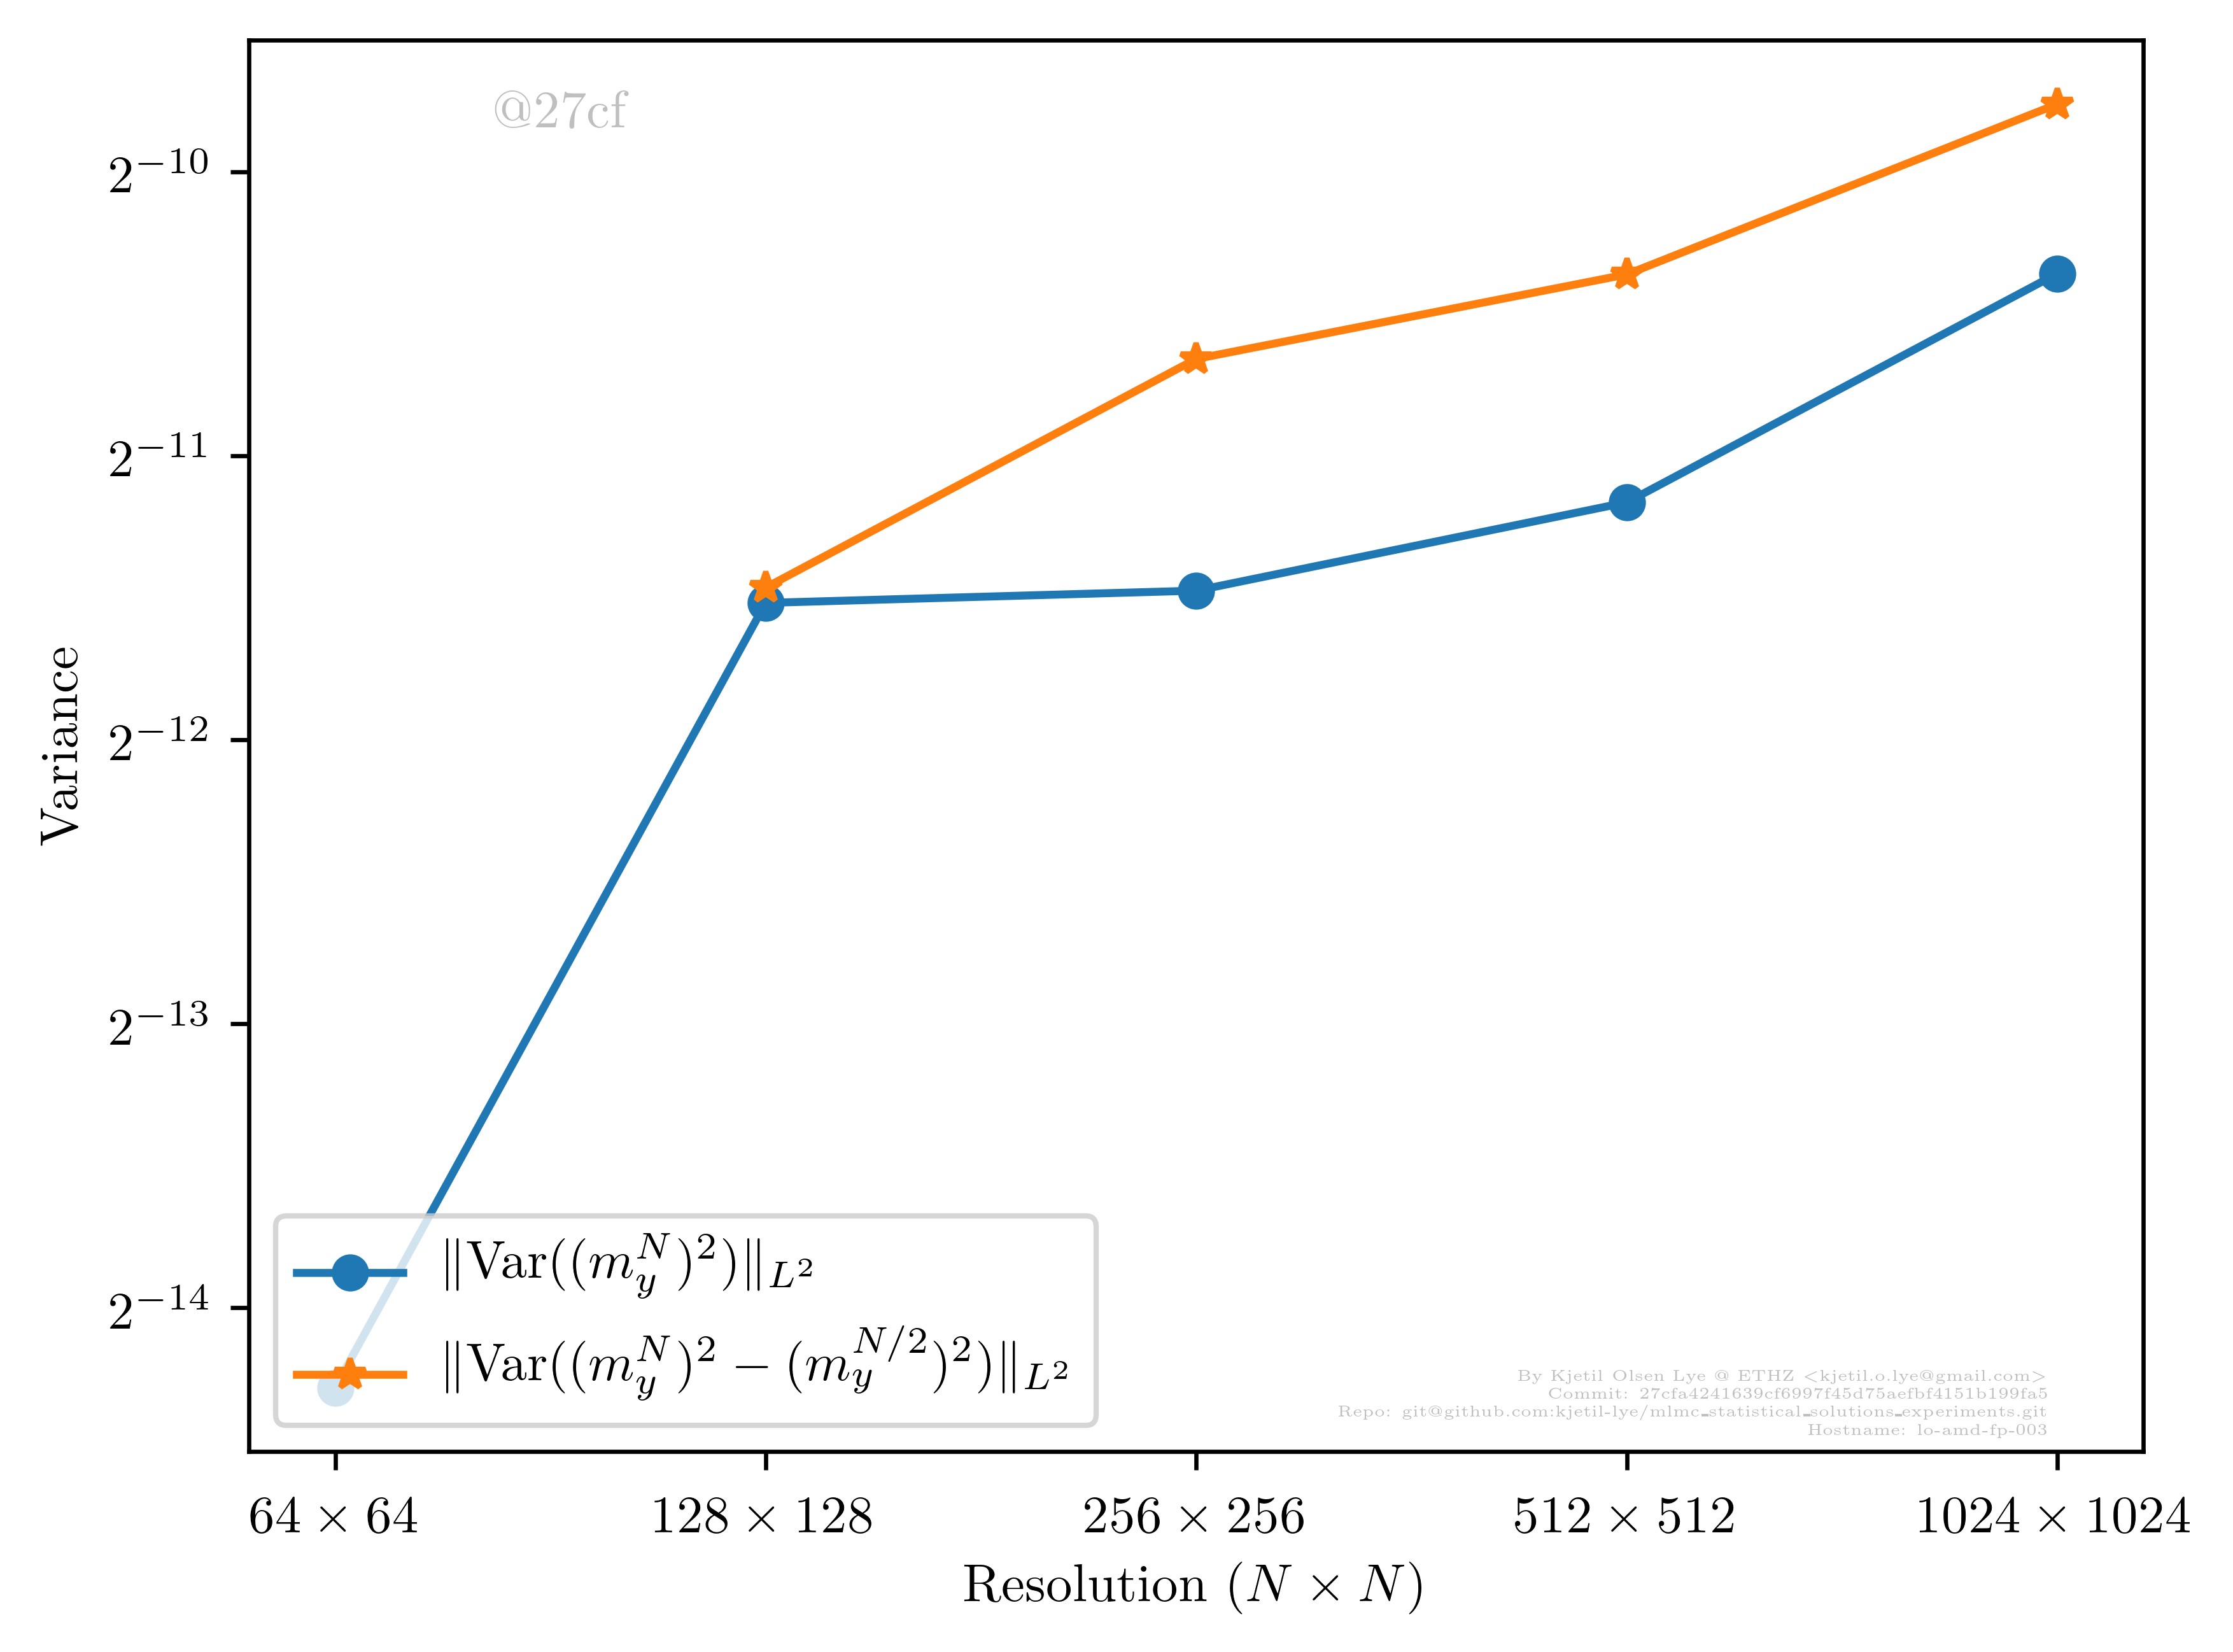 @27cf
2^{-10}
2^{-11}
2^{-12}
2^{-13}
2^{-14}
Variance
‖Var((m_y^N)^2)‖_{L^2}
‖Var((m_y^N)^2 − (m_y^{N/2})^2)‖_{L^2}
By Kjetil Olsen Lye @ ETHZ <kjetil.o.lye@gmail.com>
Commit: 27cfa4241639cf6997f45d75aefbf4151b199fa5
Repo: git@github.com:kjetil-lye/mlmc_statistical_solutions_experiments.git
Hostname: lo-amd-fp-003
64 × 64 128 × 128 256 × 256 512 × 512 1024 × 1024
Resolution (N × N)